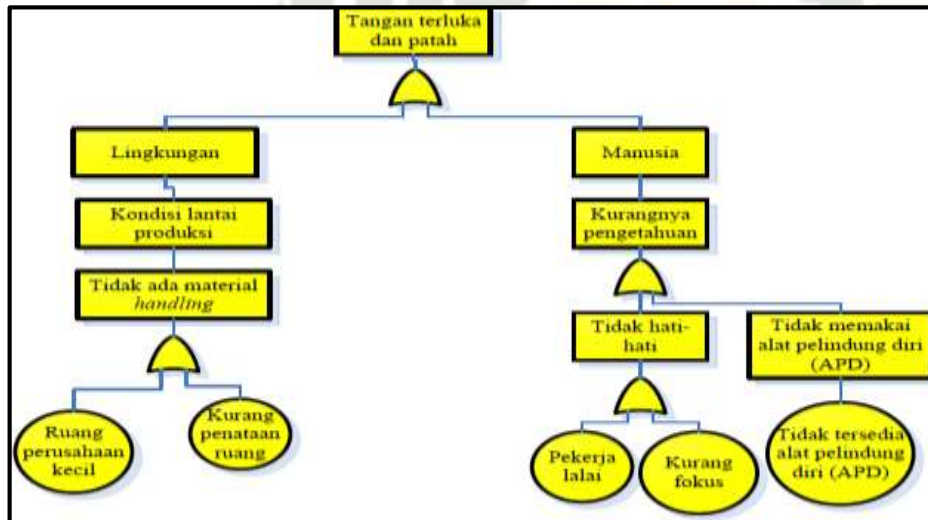 Tangan terluka
dan patah
Lingkungan
Manusia
Kondisi lantai
produksi
Kurangnya
pengetahuan
Tidak ada material
handling
Tidak hati-
hati
Tidak memakai
alat pelindung diri
(APD)
Ruang
perusahaan
kecil
Kurang
penataan
ruang
Pekerja
lalai
Kurang
fokus
Tidak tersedia
alat pelindung
diri (APD)